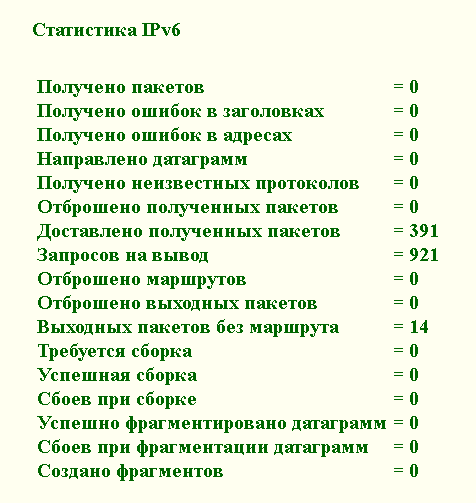 Статистика IPv6
Получено пакетов = 0
Получено ошибок в заголовках = 0
Получено ошибок в адресах = 0
Направлено датаграмм = 0
Получено неизвестных протоколов = 0
Отброшено полученных пакетов = 0
Доставлено полученных пакетов = 391
Запросов на вывод = 921
Отброшено маршрутов = 0
Отброшено выходных пакетов = 0
Выходных пакетов без маршрута = 14
Требуется сборка = 0
Успешная сборка = 0
Сбоев при сборке = 0
Успешно фрагментировано датаграмм = 0
Сбоев при фрагментации датаграмм = 0
Создано фрагментов = 0